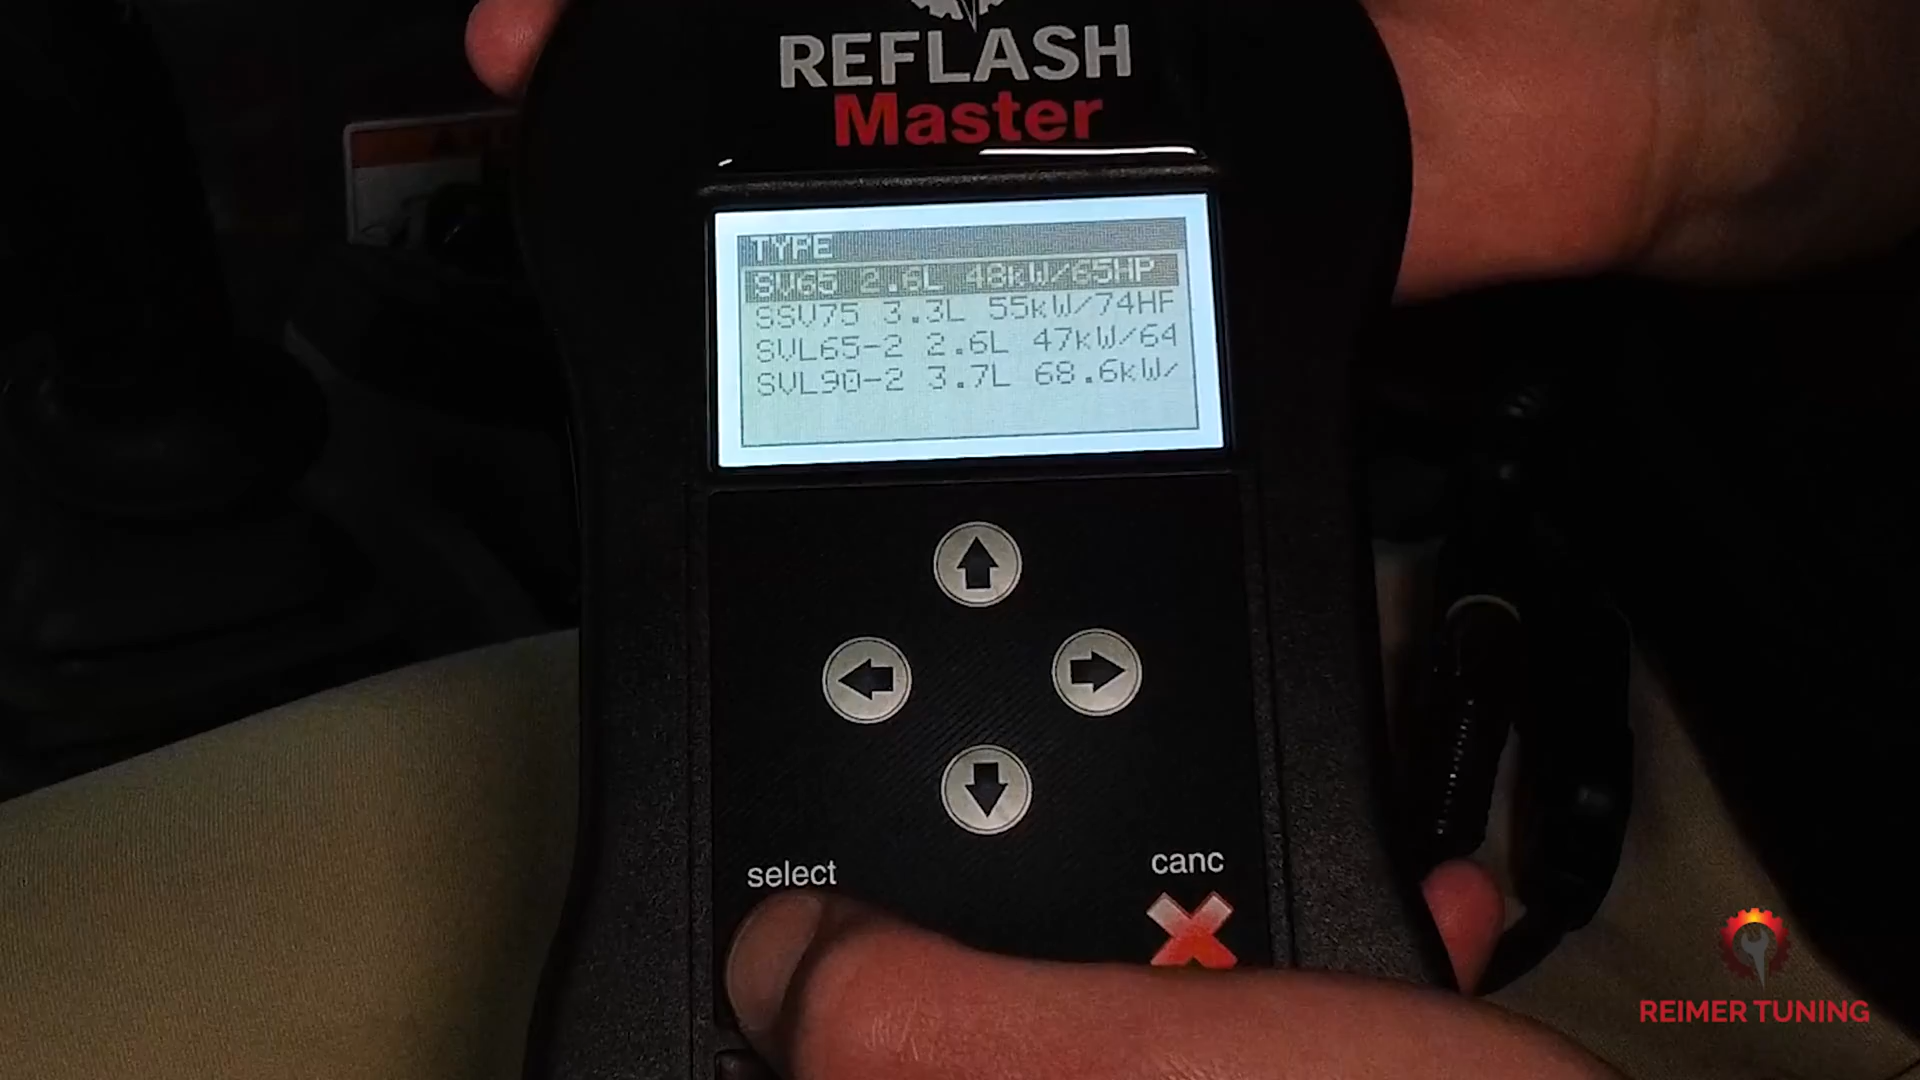 REFLASH
Master
TYPE
SV65 2.6L 48kW/65HP
SSV75 3.3L 55kW/74HP
SVL65-2 2.6L 47kW/64
SVL90-2 3.7L 68.6kW/
select
canc
REIMER TUNING